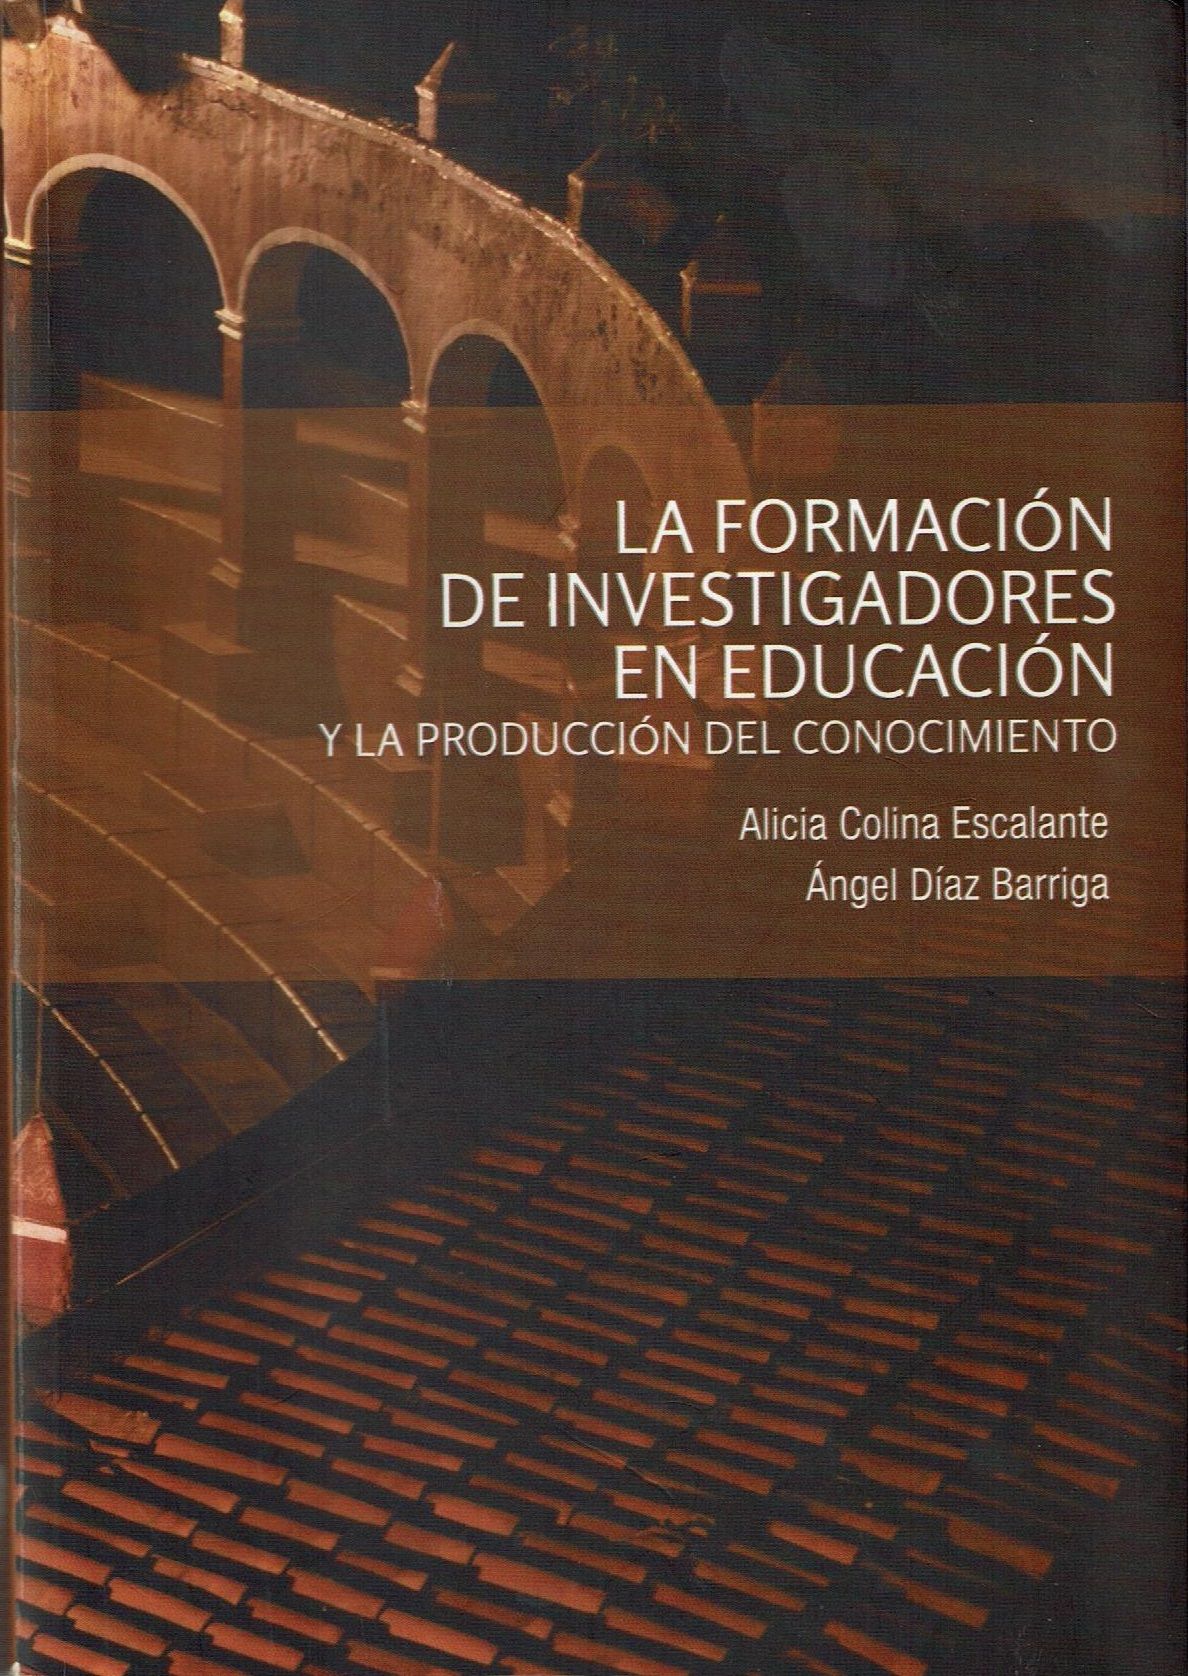 LA FORMACIÓN
DE INVESTIGADORES
EN EDUCACIÓN
Y LA PRODUCCIÓN DEL CONOCIMIENTO
Alicia Colina Escalante
Ángel Díaz Barriga